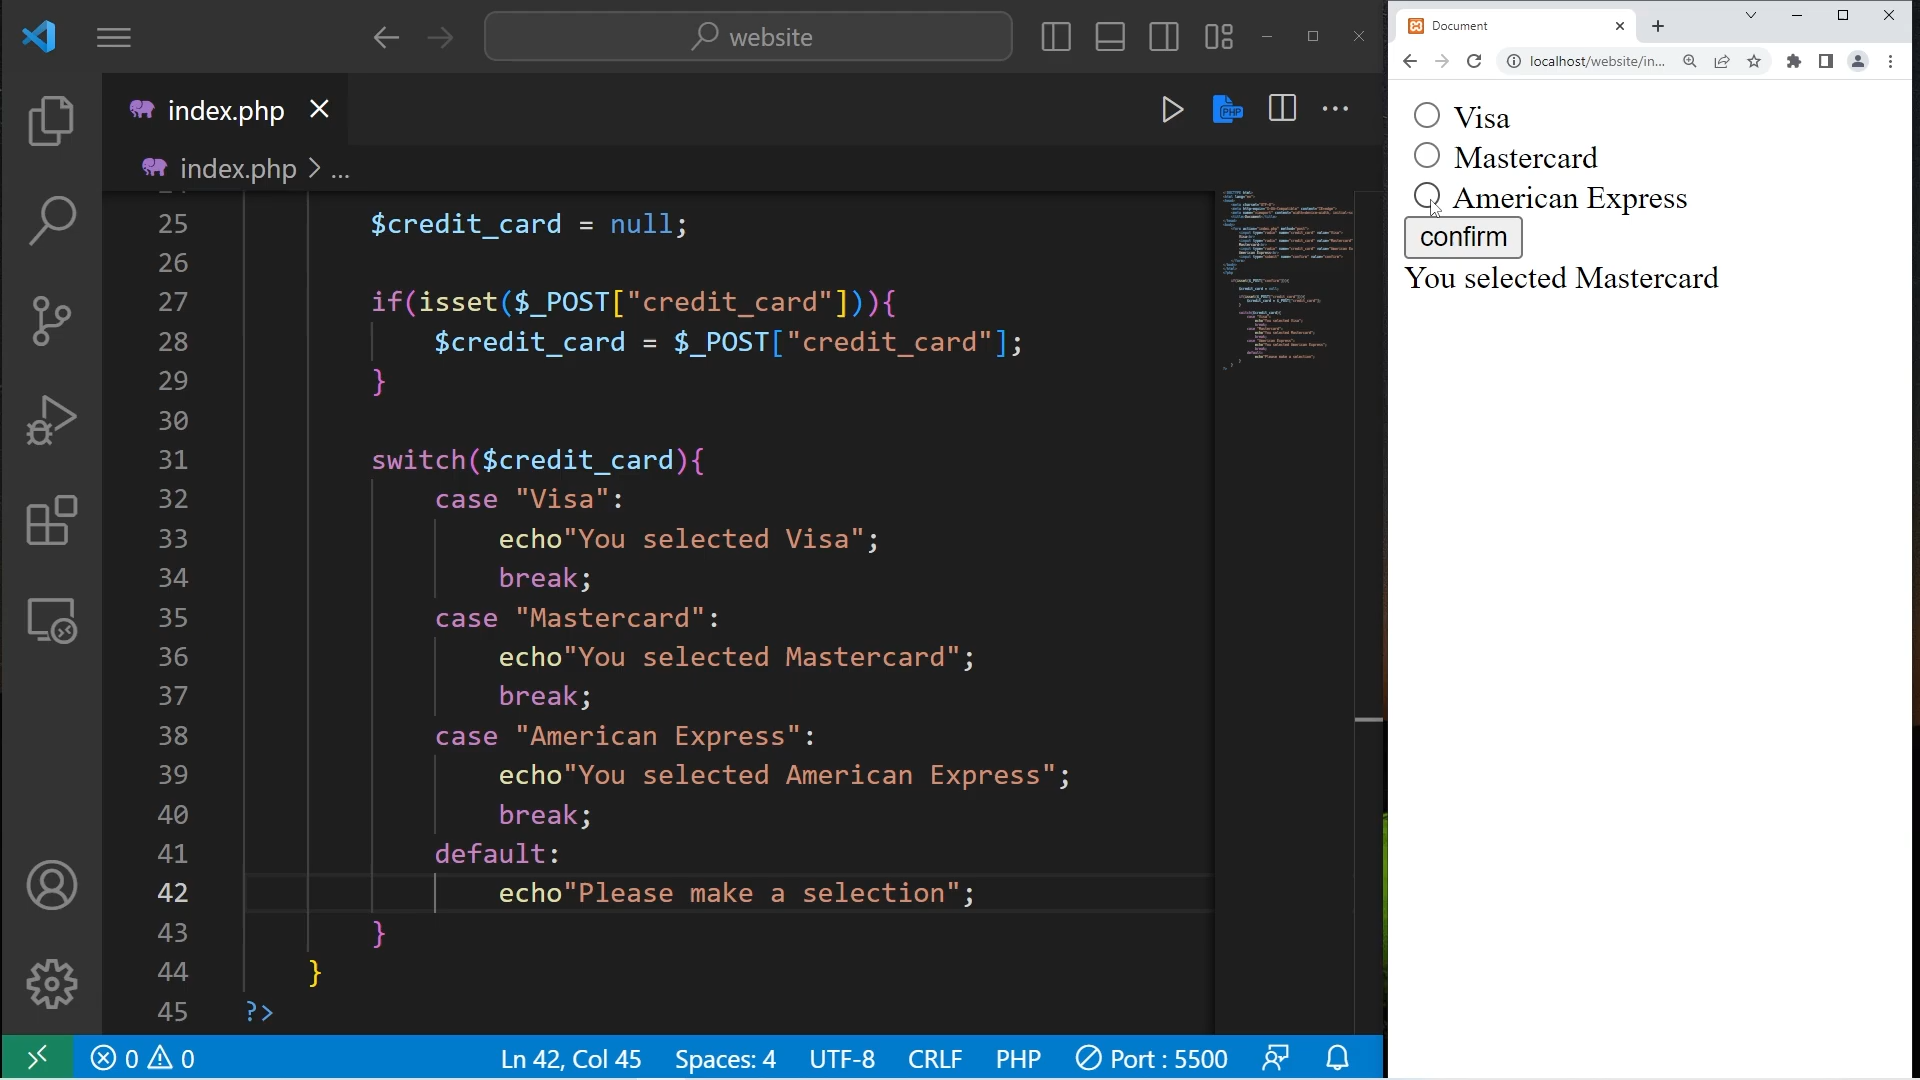 website
index.php
index.php > ...
25 $credit_card = null;
26
27 if(isset($_POST["credit_card"])){
28 $credit_card = $_POST["credit_card"];
29 }
30
31 switch($credit_card){
32 case "Visa":
33 echo"You selected Visa";
34 break;
35 case "Mastercard":
36 echo"You selected Mastercard";
37 break;
38 case "American Express":
39 echo"You selected American Express";
40 break;
41 default:
42 echo"Please make a selection";
43 }
44 }
45 ?>
0 0 Ln 42, Col 45 Spaces: 4 UTF-8 CRLF PHP Port : 5500
Document
localhost/website/in...
Visa
Mastercard
American Express
confirm
You selected Mastercard